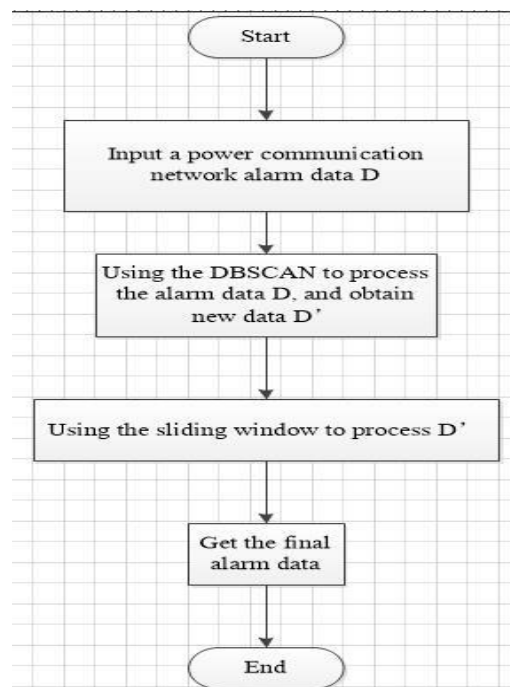 Start
Input a power communication
network alarm data D
Using the DBSCAN to process
the alarm data D, and obtain
new data D’
Using the sliding window to process D’
Get the final
alarm data
End